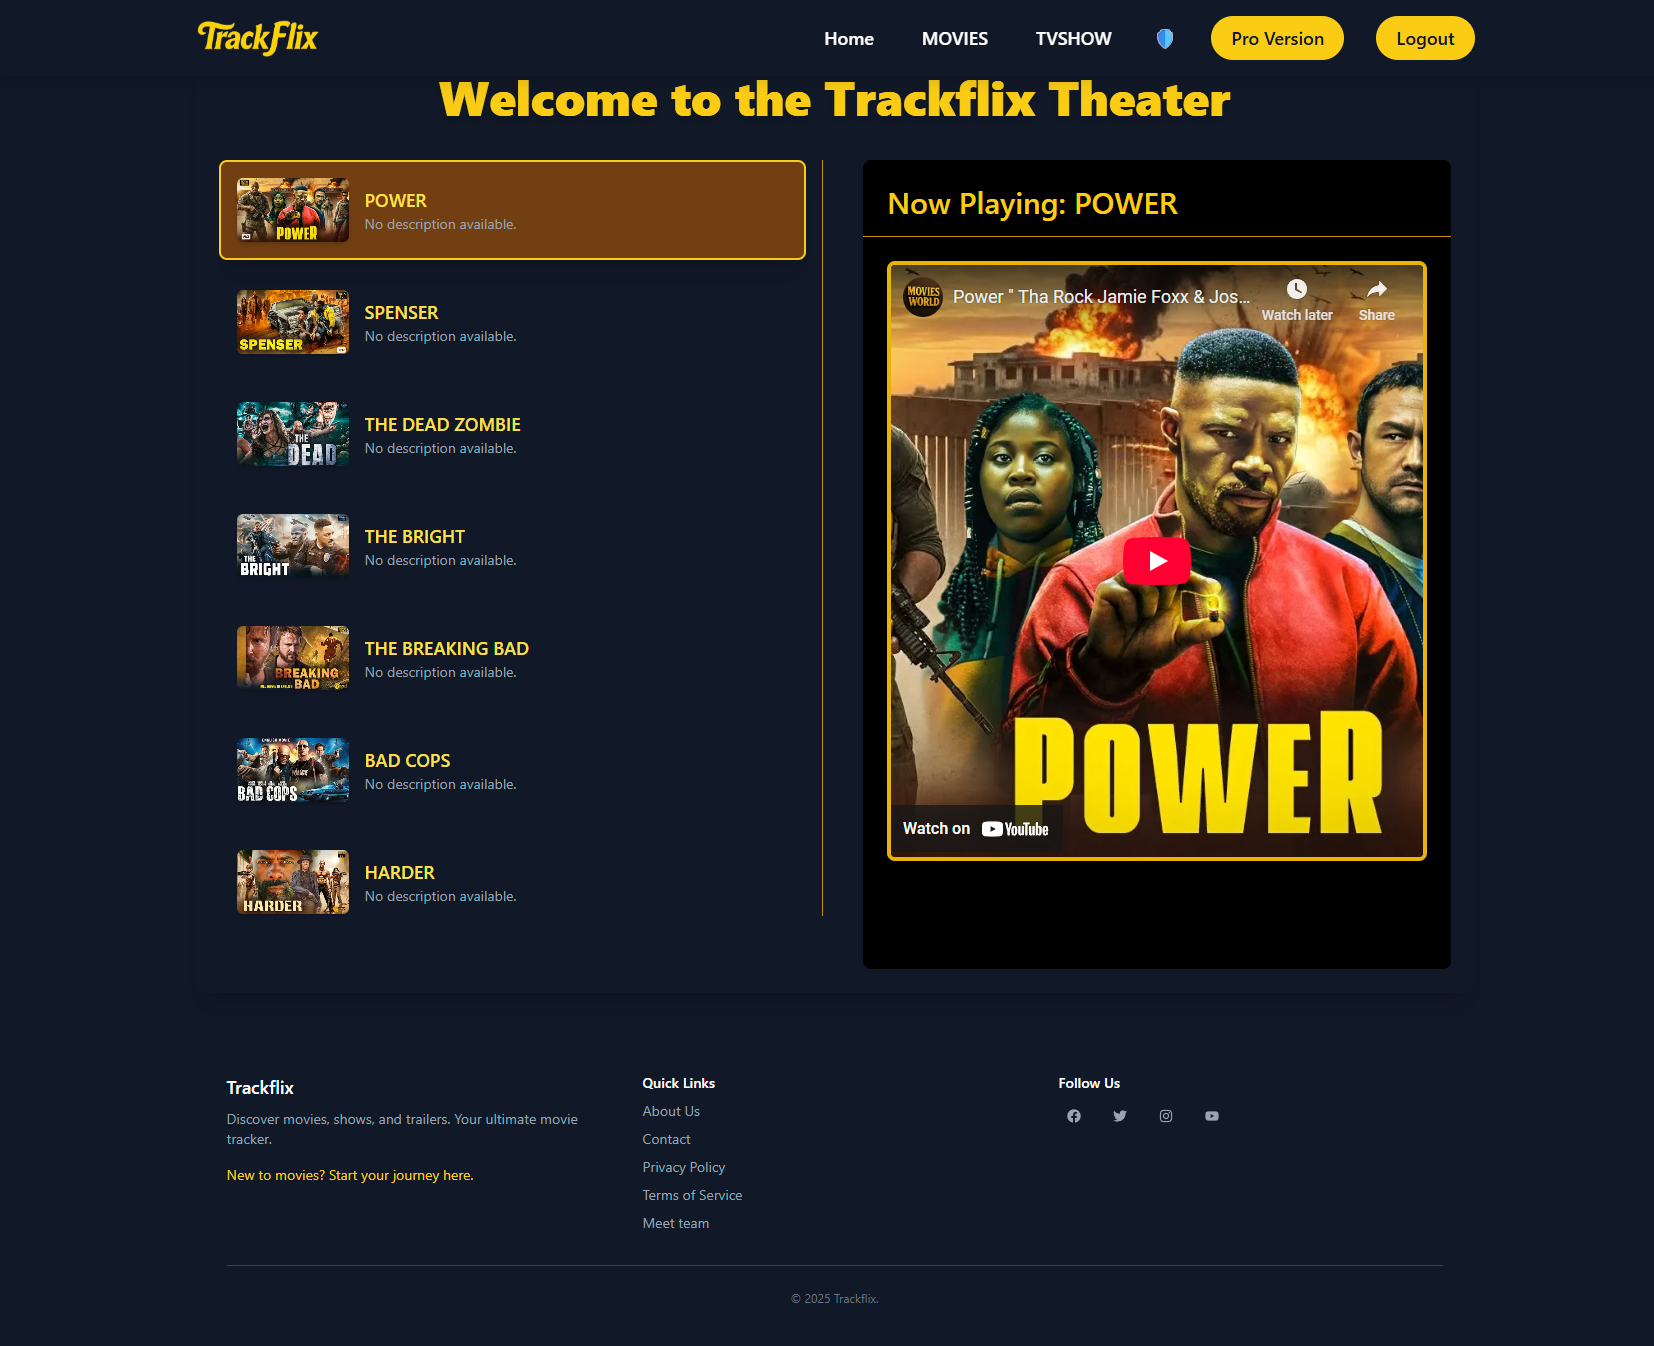 TrackFlix
Home
MOVIES
TVSHOW
Pro Version
Logout
Welcome to the Trackflix Theater
POWER
POWER
No description available.
SPENSER
SPENSER
No description available.
THE
DEAD
THE DEAD ZOMBIE
No description available.
THE
BRIGHT
THE BRIGHT
No description available.
BREAKING
BAD
THE BREAKING BAD
No description available.
ENGLISH MOVIE
BAD COPS
BAD COPS
No description available.
HARDER
HARDER
No description available.
Now Playing: POWER
MOVIES
WORLD
Power " Tha Rock Jamie Foxx & Jos...
Watch later
Share
POWER
Watch on YouTube
Trackflix
Discover movies, shows, and trailers. Your ultimate movie
tracker.
New to movies? Start your journey here.
Quick Links
About Us
Contact
Privacy Policy
Terms of Service
Meet team
Follow Us
© 2025 Trackflix.